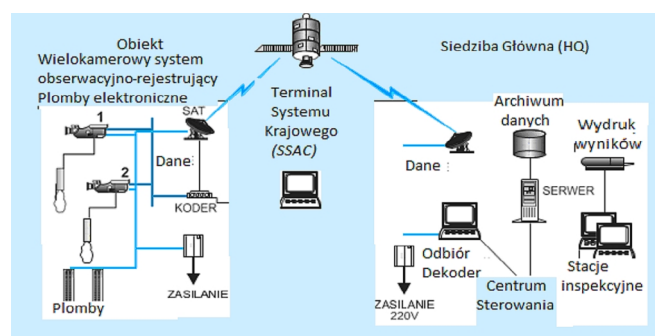 Obiekt
Wielokamerowy system
obserwacyjno-rejestrujący
Plomby elektroniczne
1
2
SAT
Dane:
KODER
ZASILANIE
Plomby
Terminal
Systemu
Krajowego
(SSAC)
Siedziba Główna (HQ)
Archiwum
danych
Wydruk
wyników
Dane :
SERWER
Odbiór
Dekoder
ZASILANIE
220V
Centrum
Sterowania
Stacje
inspekcyjne